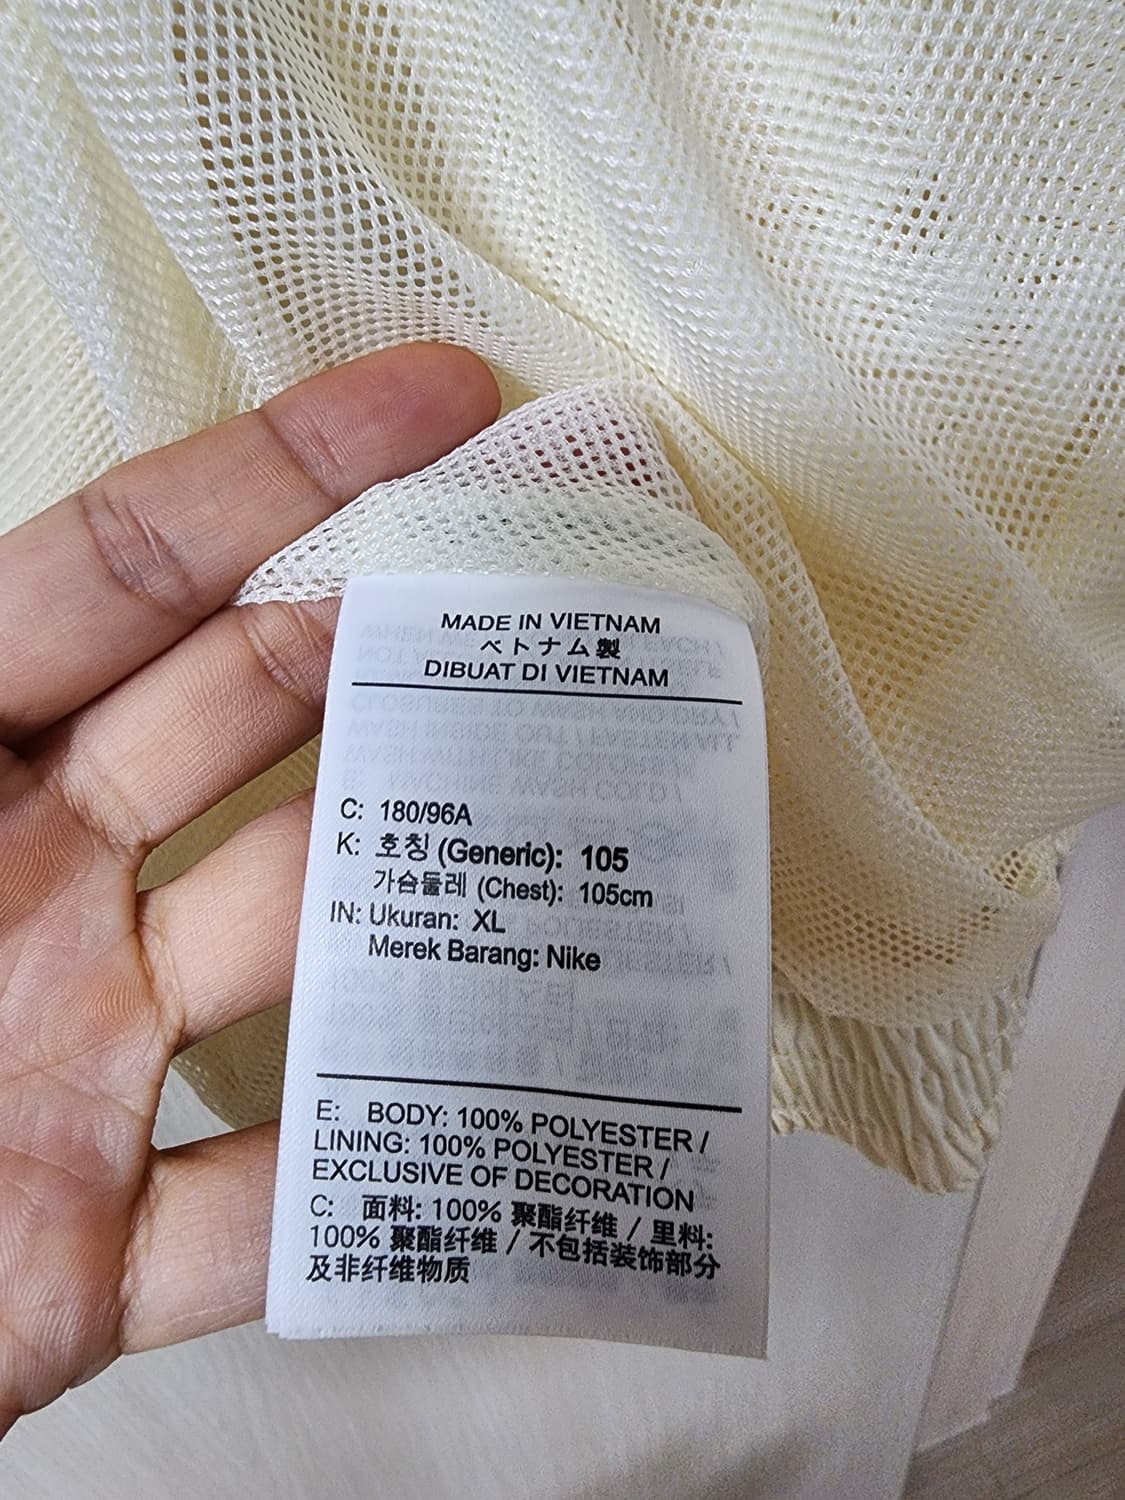 MADE IN VIETNAM
ベトナム製
DIBUAT DI VIETNAM
C: 180/96A
K: 호칭 (Generic): 105
가슴둘레 (Chest): 105cm
IN: Ukuran: XL
Merek Barang: Nike
E: BODY: 100% POLYESTER /
LINING: 100% POLYESTER /
EXCLUSIVE OF DECORATION
C: 面料: 100% 聚酯纤维 / 里料:
100% 聚酯纤维 / 不包括装饰部分
及非纤维物质